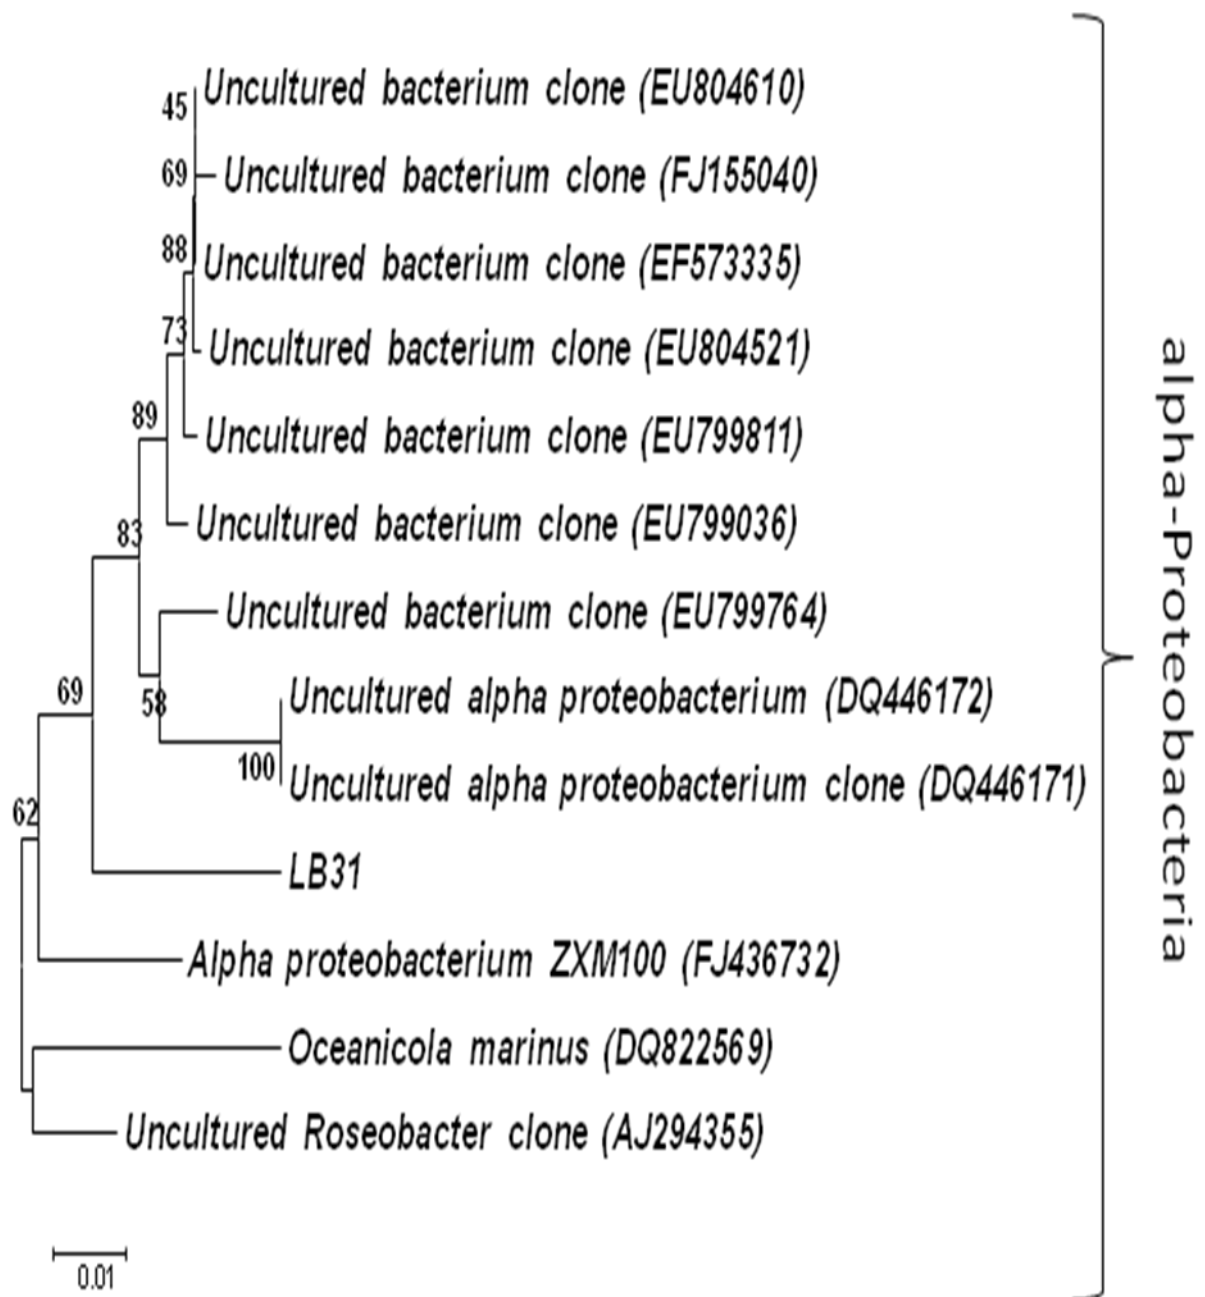 45
Uncultured bacterium clone (EU804610)
69
Uncultured bacterium clone (FJ155040)
88
Uncultured bacterium clone (EF573335)
73
Uncultured bacterium clone (EU804521)
89
Uncultured bacterium clone (EU799811)
83
Uncultured bacterium clone (EU799036)
Uncultured bacterium clone (EU799764)
69
58
Uncultured alpha proteobacterium (DQ446172)
100
Uncultured alpha proteobacterium clone (DQ446171)
62
LB31
Alpha proteobacterium ZXM100 (FJ436732)
Oceanicola marinus (DQ822569)
Uncultured Roseobacter clone (AJ294355)
0.01
alpha-Proteobacteria